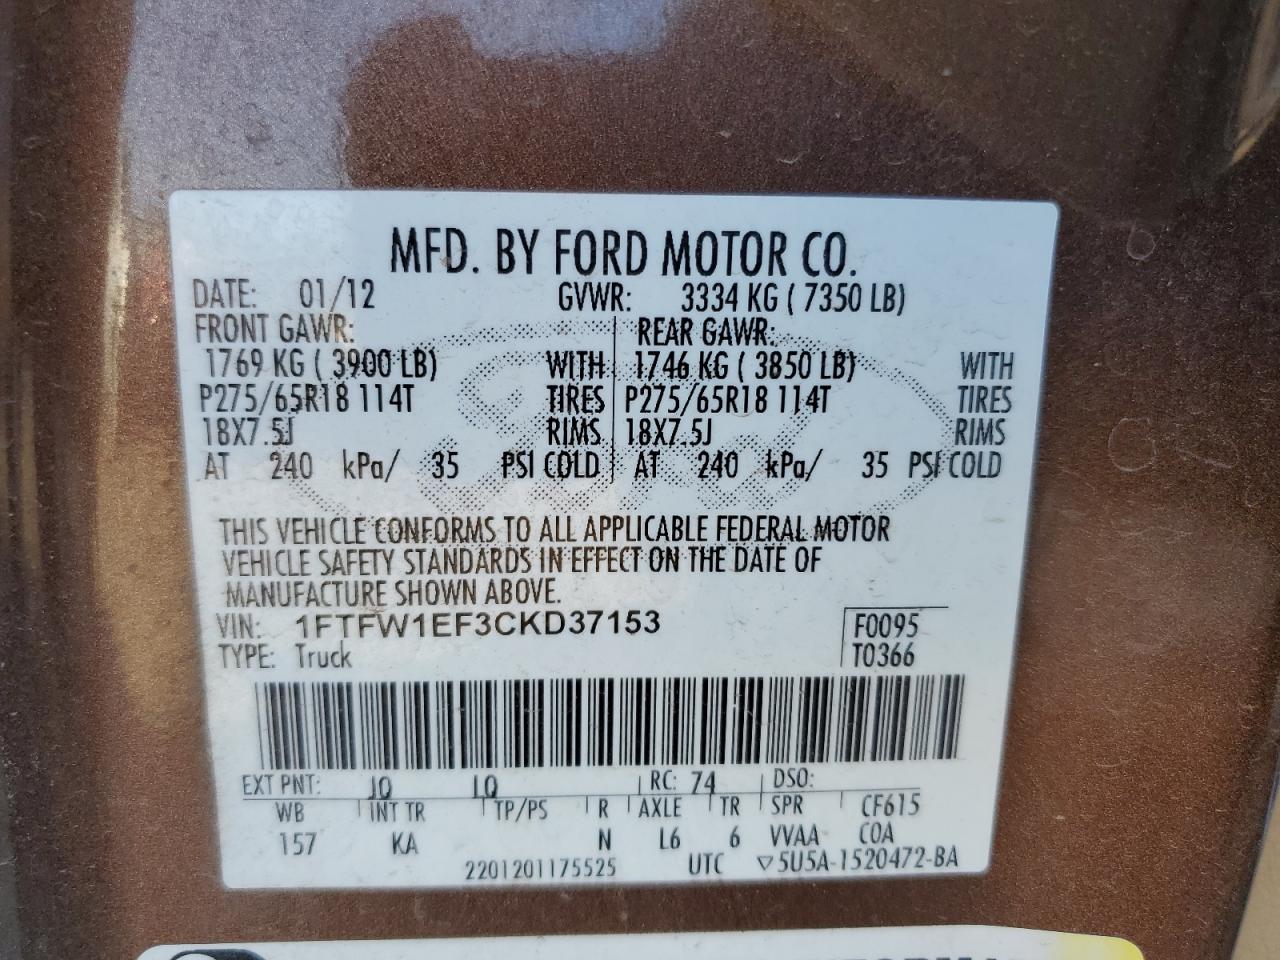 MFD. BY FORD MOTOR CO.
DATE: 01/12 GVWR: 3334 KG ( 7350 LB)
FRONT GAWR: REAR GAWR:
1769 KG ( 3900 LB) WITH 1746 KG ( 3850 LB) WITH
P275/65R18 114T TIRES P275/65R18 114T TIRES
18X7.5J RIMS 18X7.5J RIMS
AT 240 kPa/ 35 PSI COLD AT 240 kPa/ 35 PSI COLD
THIS VEHICLE CONFORMS TO ALL APPLICABLE FEDERAL MOTOR
VEHICLE SAFETY STANDARDS IN EFFECT ON THE DATE OF
MANUFACTURE SHOWN ABOVE.
VIN: 1FTFW1EF3CKD37153 F0095
TYPE: Truck T0366
EXT PNT: JQ JQ RC: 74 DSO:
WB INT TR TP/PS R AXLE TR SPR CF615
157 KA N L6 6 VVAA COA
2201201175525 UTC ▽5U5A-1520472-BA